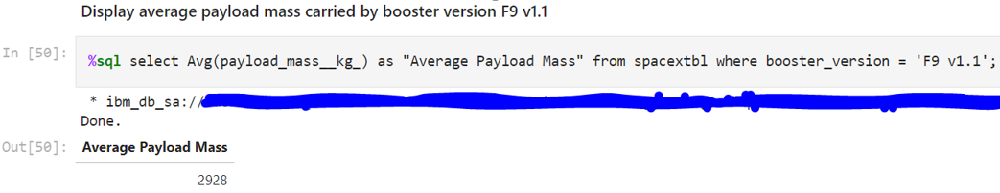 Display average payload mass carried by booster version F9 v1.1
In [50]: %sql select Avg(payload_mass__kg_) as "Average Payload Mass" from spacextbl where booster_version = 'F9 v1.1';
* ibm_db_sa://
Done.
Out[50]: Average Payload Mass
2928